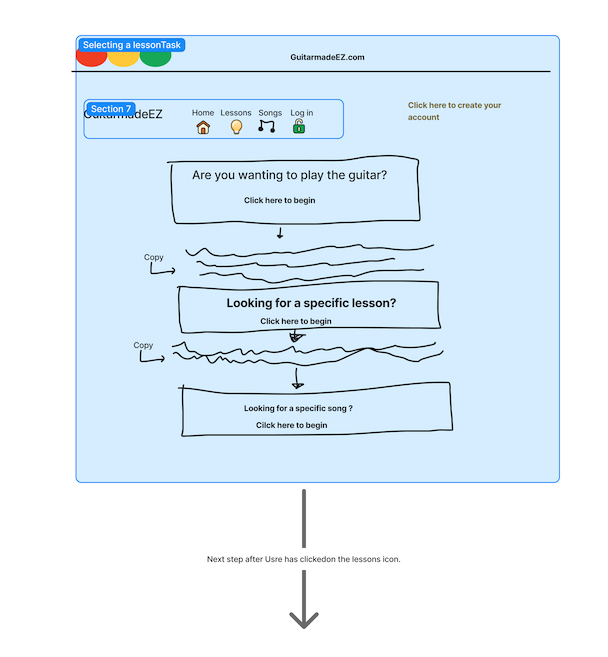 Selecting a lessonTask
GuitarmadeEZ.com
Section 7
GuitarmadeEZ
Home Lessons Songs Log in
Click here to create your
account
Are you wanting to play the guitar?
Click here to begin
Copy
Looking for a specific lesson?
Click here to begin
Copy
Looking for a specific song ?
Click here to begin
Next step after Usre has clickedon the lessons icon.